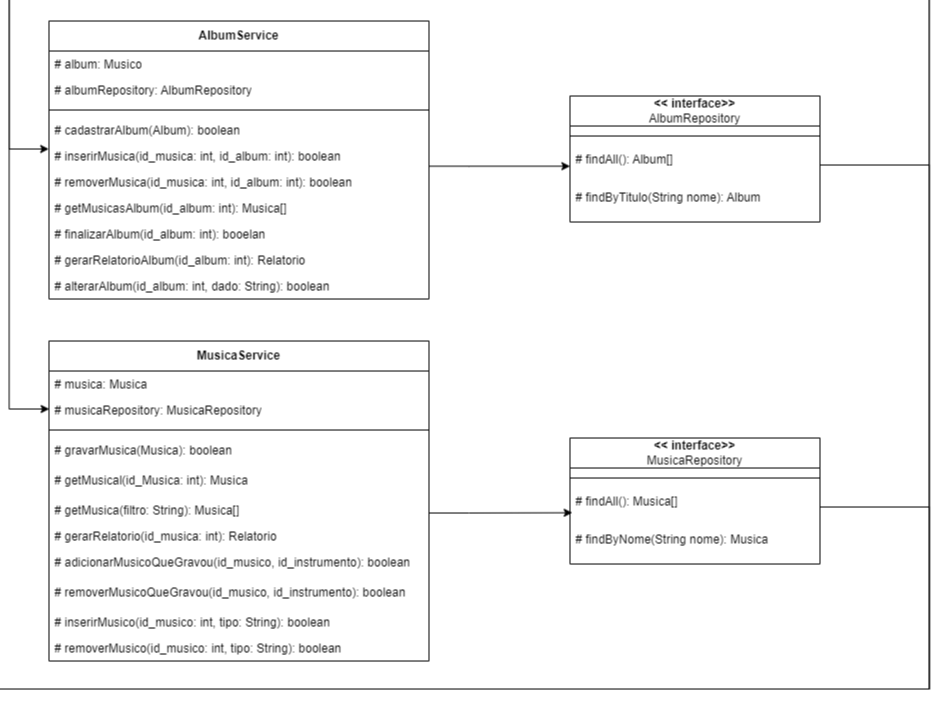 AlbumService
# album: Musico
# albumRepository: AlbumRepository
# cadastrarAlbum(Album): boolean
# inserirMusica(id_musica: int, id_album: int): boolean
# removerMusica(id_musica: int, id_album: int): boolean
# getMusicasAlbum(id_album: int): Musica[]
# finalizarAlbum(id_album: int): booelan
# gerarRelatorioAlbum(id_album: int): Relatorio
# alterarAlbum(id_album: int, dado: String): boolean
<< interface>>
AlbumRepository
# findAll(): Album[]
# findByTitulo(String nome): Album
MusicaService
# musica: Musica
# musicaRepository: MusicaRepository
# gravarMusica(Musica): boolean
# getMusical(id_Musica: int): Musica
# getMusica(filtro: String): Musica[]
# gerarRelatorio(id_musica: int): Relatorio
# adicionarMusicoQueGravou(id_musico, id_instrumento): boolean
# removerMusicoQueGravou(id_musico, id_instrumento): boolean
# inserirMusico(id_musico: int, tipo: String): boolean
# removerMusico(id_musico: int, tipo: String): boolean
<< interface>>
MusicaRepository
# findAll(): Musica[]
# findByNome(String nome): Musica